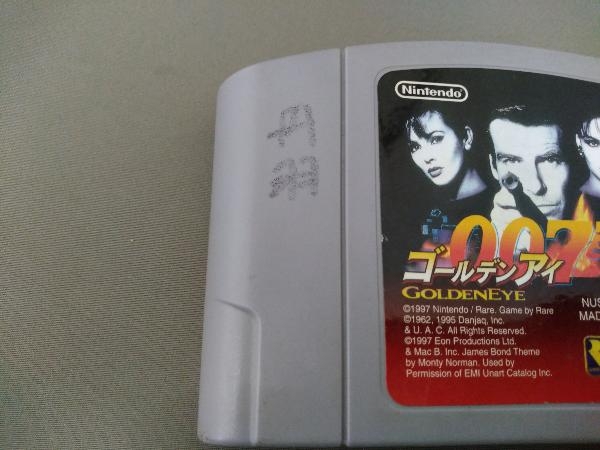 Nintendo
007
ゴールデンアイ
GOLDENEYE
©1997 Nintendo / Rare. Game by Rare
©1962, 1995 Danjaq, Inc.
& U. A. C. All Rights Reserved.
©1997 Eon Productions Ltd.
& Mac B. Inc. James Bond Theme
by Monty Norman. Used by
Permission of EMI Unart Catalog Inc.
NUS
MAD